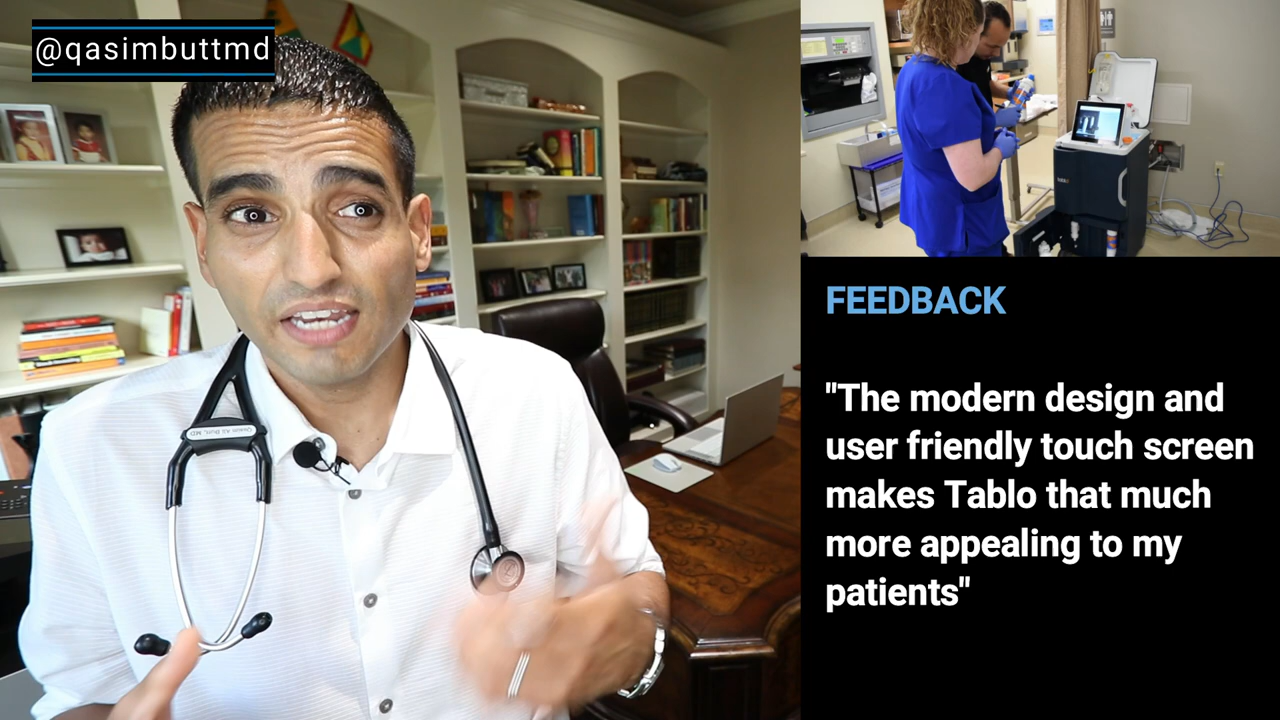 @qasimbuttmd
FEEDBACK
"The modern design and
user friendly touch screen
makes Tablo that much
more appealing to my
patients"